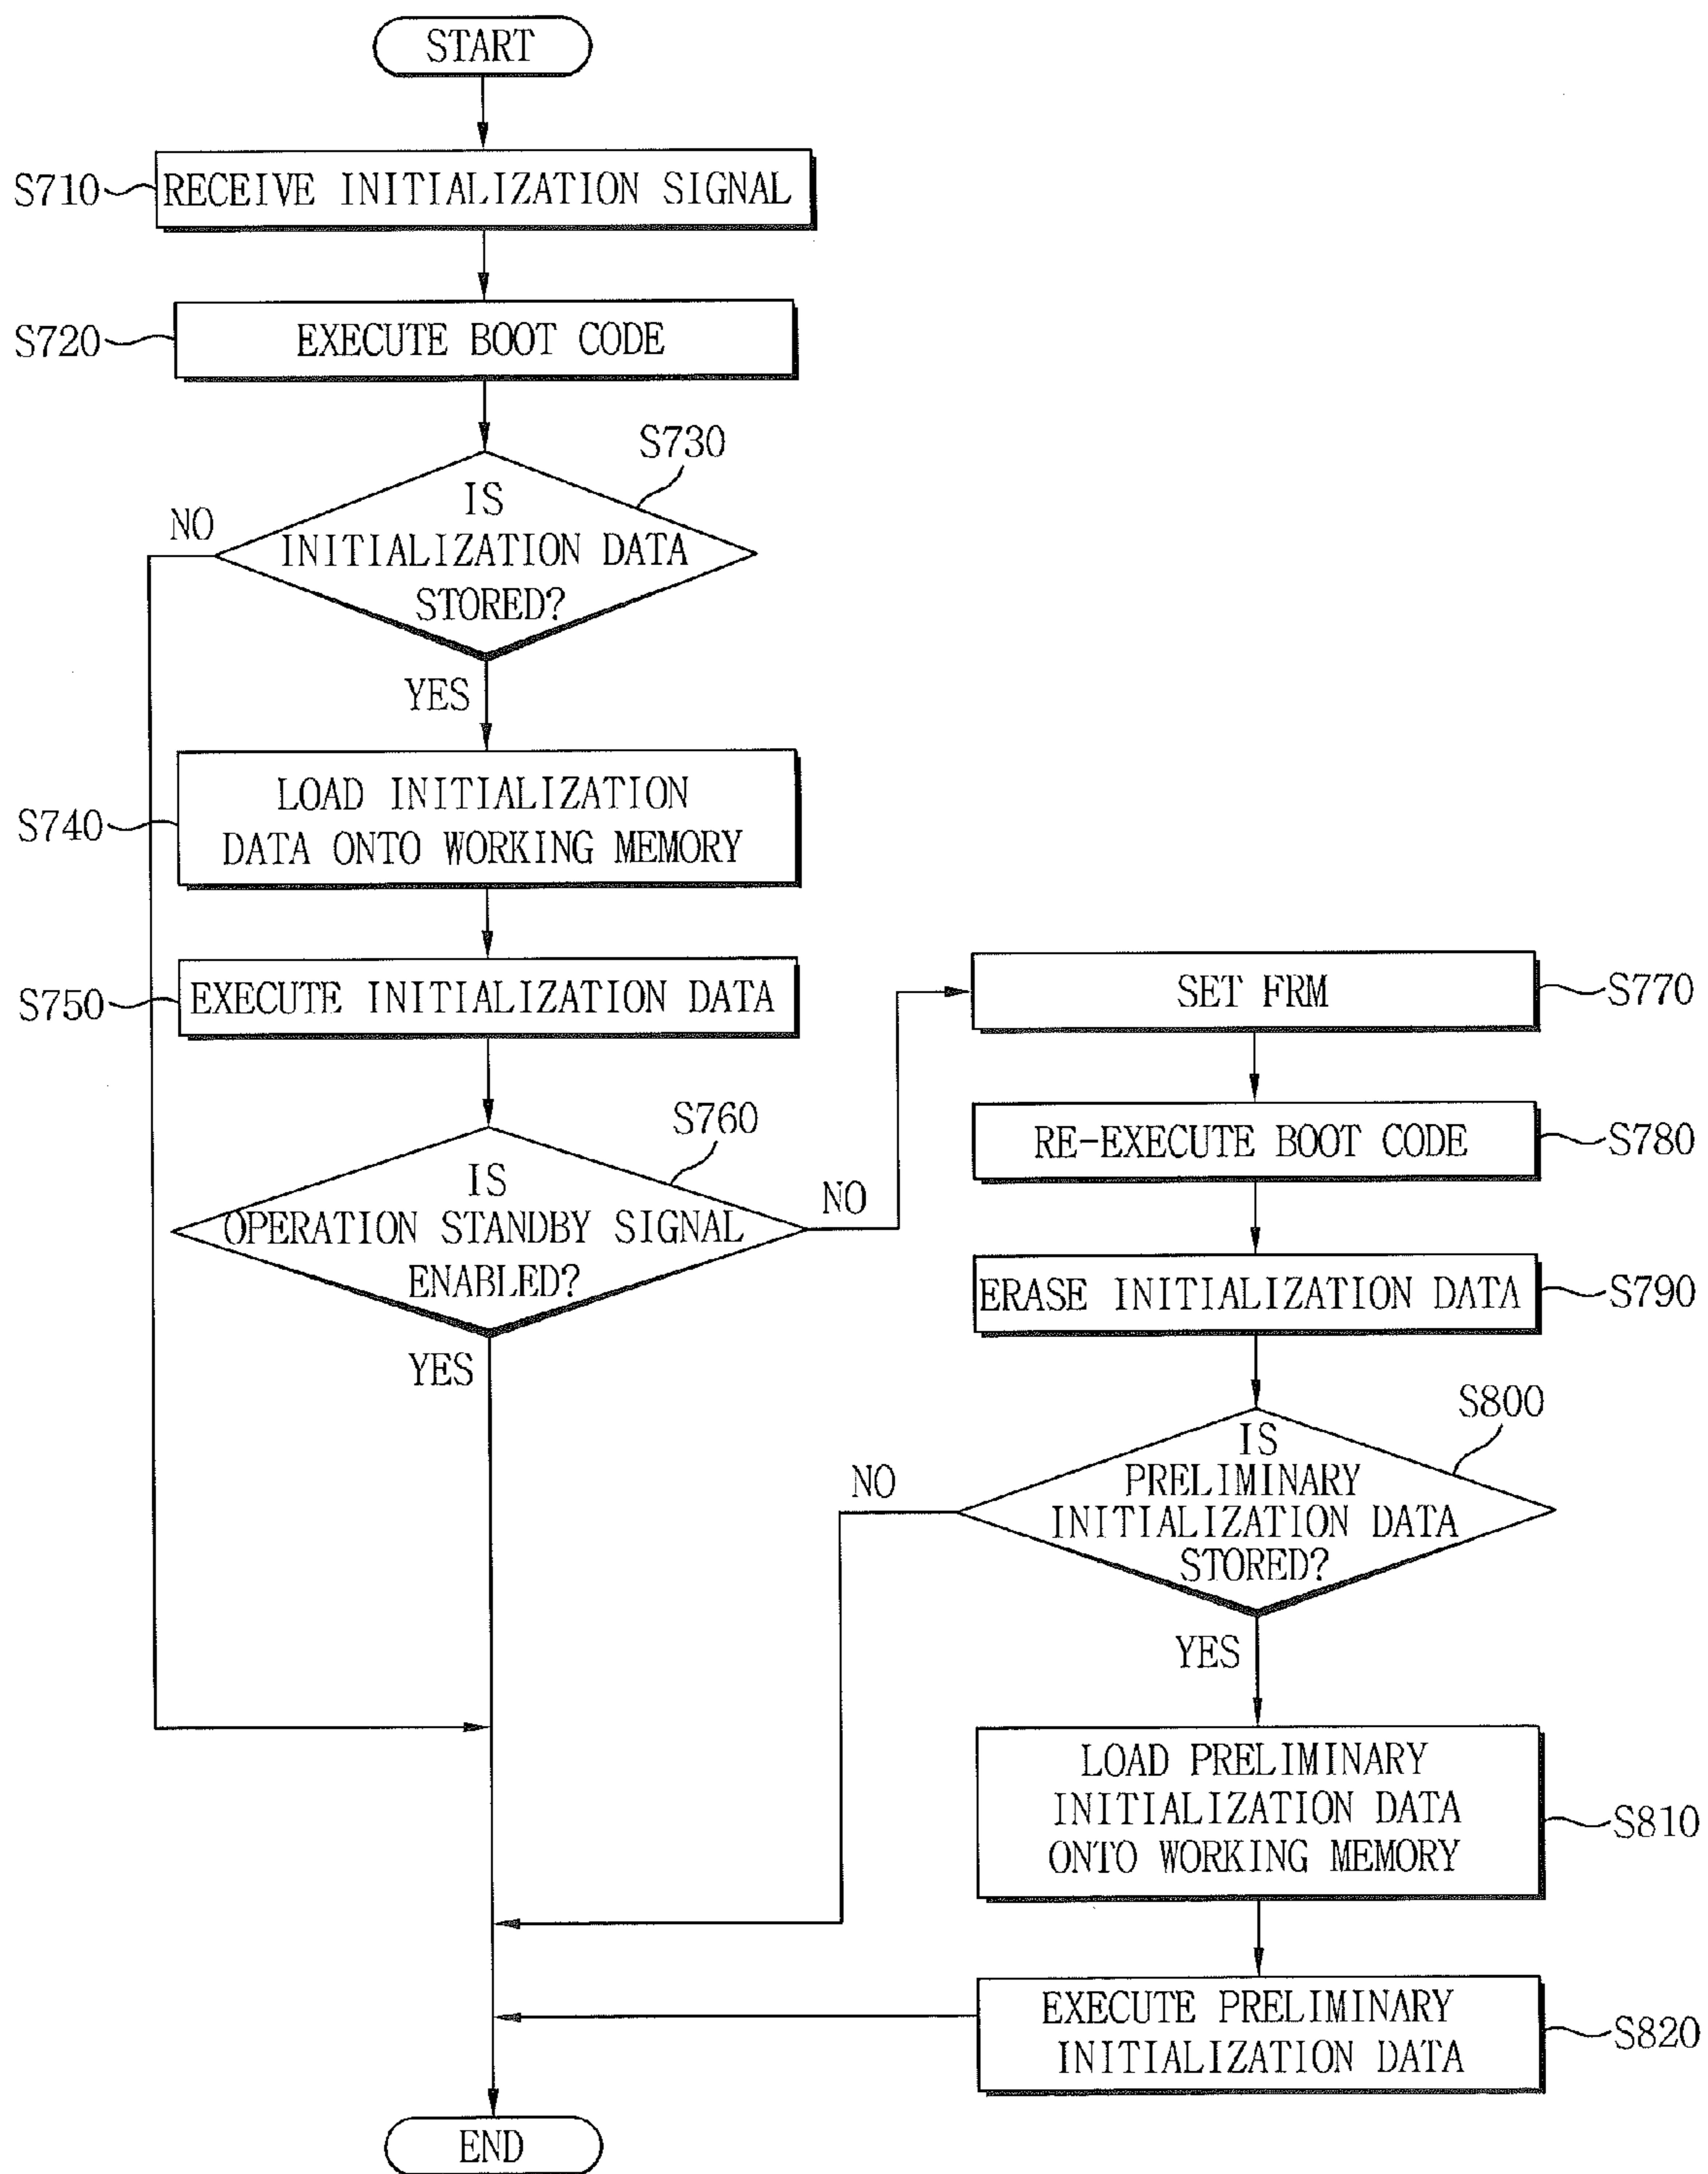 START
S710
RECEIVE INITIALIZATION SIGNAL
S720
EXECUTE BOOT CODE
S730
IS
INITIALIZATION DATA
STORED?
NO
YES
S740
LOAD INITIALIZATION
DATA ONTO WORKING MEMORY
S750
EXECUTE INITIALIZATION DATA
S760
IS
OPERATION STANDBY SIGNAL
ENABLED?
NO
YES
SET FRM
S770
RE-EXECUTE BOOT CODE
S780
ERASE INITIALIZATION DATA
S790
S800
IS
PRELIMINARY
INITIALIZATION DATA
STORED?
NO
YES
LOAD PRELIMINARY
INITIALIZATION DATA
ONTO WORKING MEMORY
S810
EXECUTE PRELIMINARY
INITIALIZATION DATA
S820
END